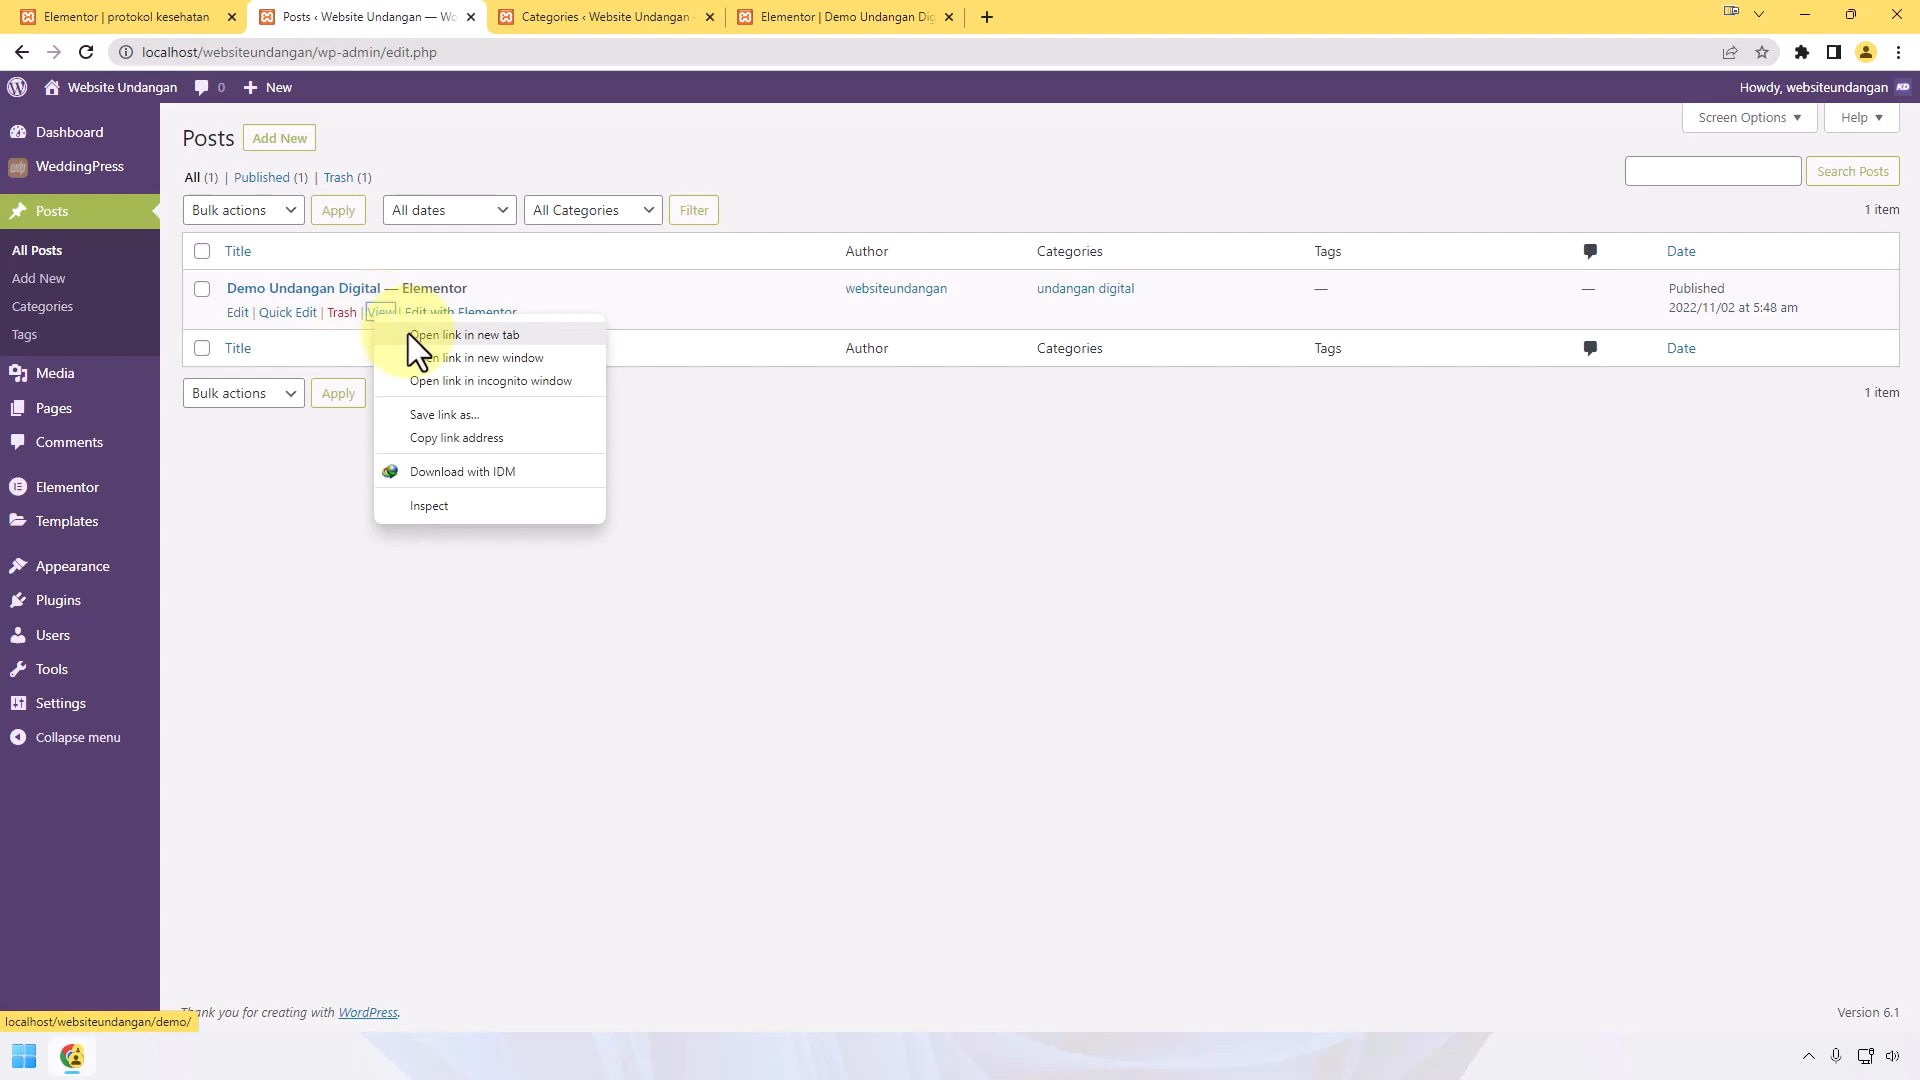 Elementor | protokol kesehatan
Posts ‹ Website Undangan — Wo
Categories ‹ Website Undangan
Elementor | Demo Undangan Dig
localhost/websiteundangan/wp-admin/edit.php
Website Undangan
0
New
Howdy, websiteundangan
KD
Dashboard
WeddingPress
Posts
All Posts
Add New
Categories
Tags
Media
Pages
Comments
Elementor
Templates
Appearance
Plugins
Users
Tools
Settings
Collapse menu
Screen Options
Help
Posts
Add New
All (1) | Published (1) | Trash (1)
Search Posts
Bulk actions
Apply
All dates
All Categories
Filter
1 item
Title
Author
Categories
Tags
Date
Demo Undangan Digital — Elementor
websiteundangan
undangan digital
—
—
Published
2022/11/02 at 5:48 am
Edit | Quick Edit | Trash | View | Edit with Elementor
Title
Author
Categories
Tags
Date
Bulk actions
Apply
1 item
Open link in new tab
Open link in new window
Open link in incognito window
Save link as...
Copy link address
Download with IDM
Inspect
Thank you for creating with WordPress.
Version 6.1
localhost/websiteundangan/demo/